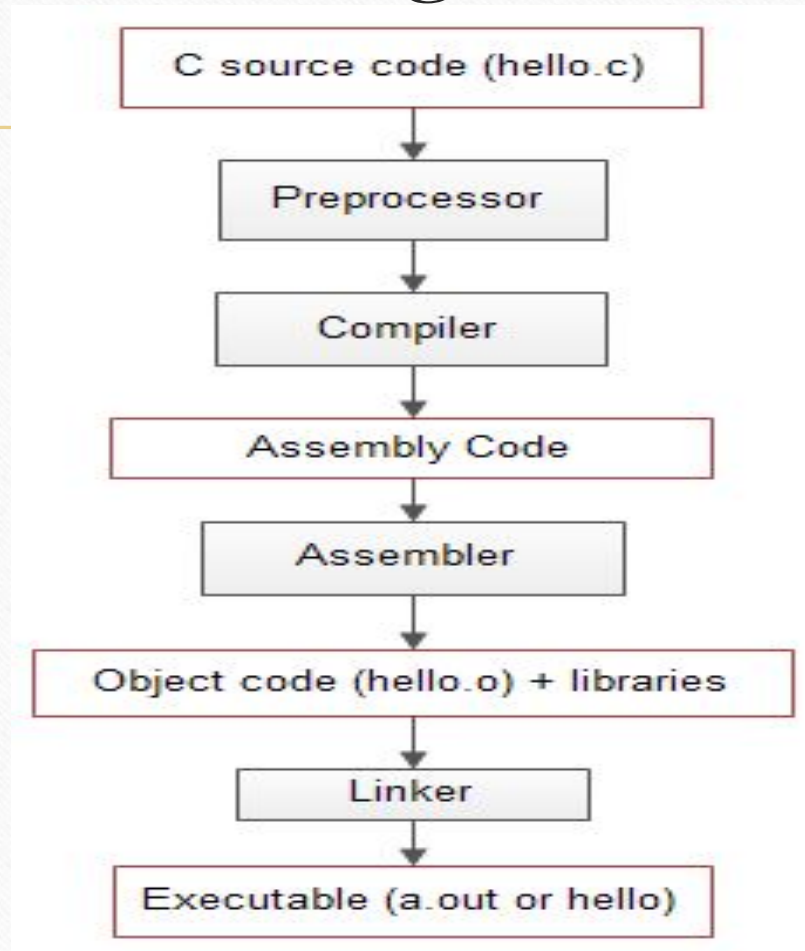 C source code (hello.c)
Preprocessor
Compiler
Assembly Code
Assembler
Object code (hello.o) + libraries
Linker
Executable (a.out or hello)